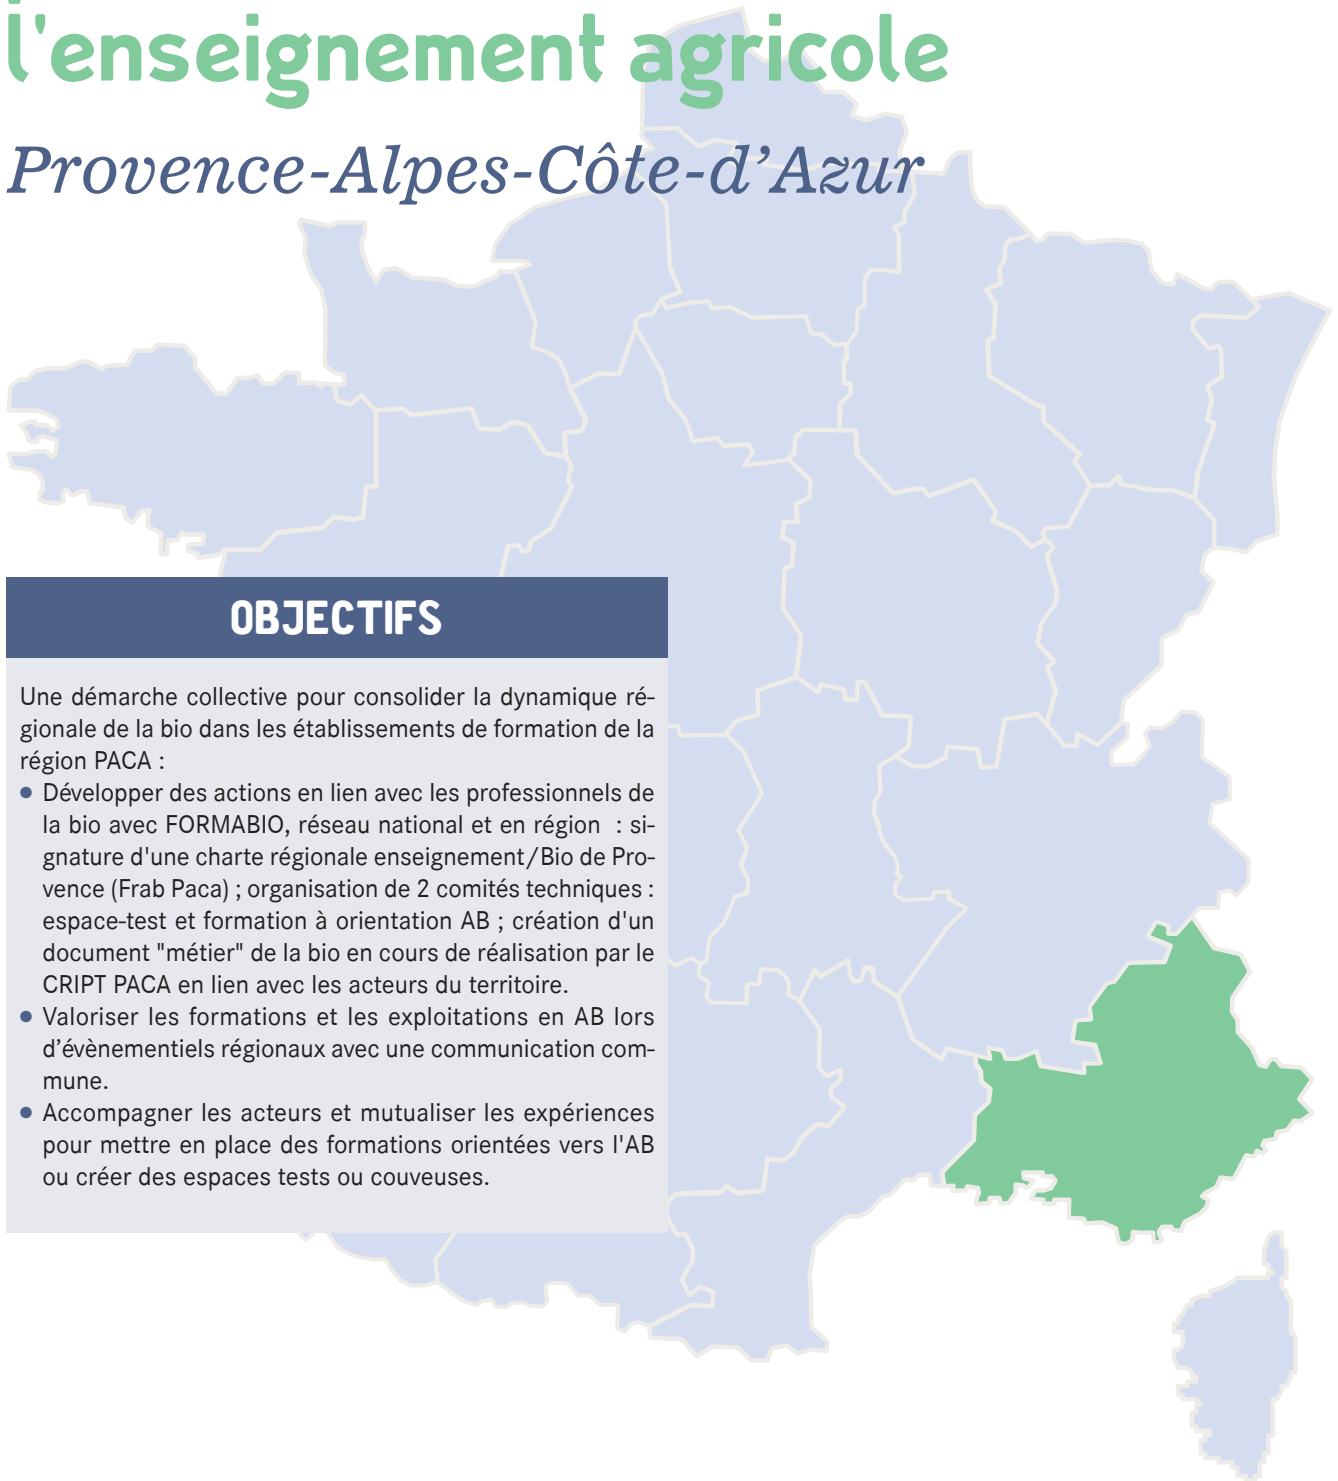 l'enseignement agricole
Provence-Alpes-Côte-d’Azur
OBJECTIFS
Une démarche collective pour consolider la dynamique ré-
gionale de la bio dans les établissements de formation de la
région PACA :
• Développer des actions en lien avec les professionnels de
la bio avec FORMABIO, réseau national et en région : si-
gnature d'une charte régionale enseignement/Bio de Pro-
vence (Frab Paca) ; organisation de 2 comités techniques :
espace-test et formation à orientation AB ; création d'un
document "métier" de la bio en cours de réalisation par le
CRIPT PACA en lien avec les acteurs du territoire.
• Valoriser les formations et les exploitations en AB lors
d’évènementiels régionaux avec une communication com-
mune.
• Accompagner les acteurs et mutualiser les expériences
pour mettre en place des formations orientées vers l'AB
ou créer des espaces tests ou couveuses.